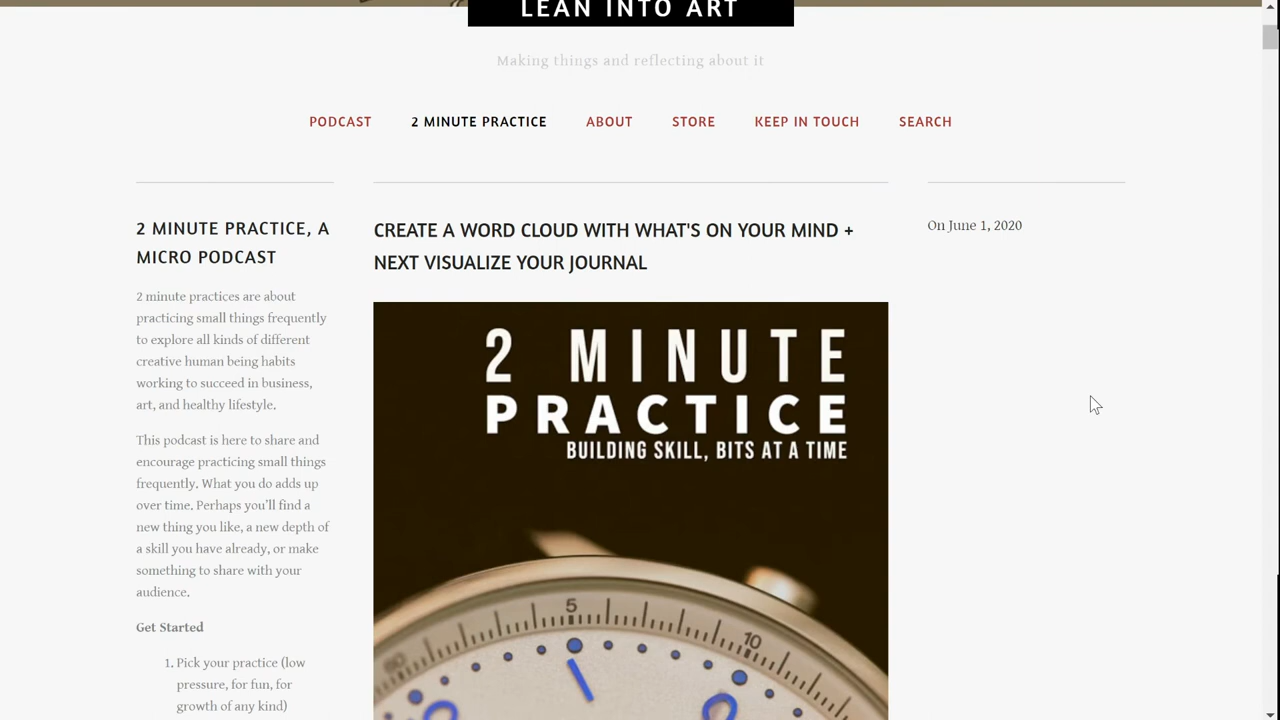 LEAN INTO ART
Making things and reflecting about it
PODCAST 2 MINUTE PRACTICE ABOUT STORE KEEP IN TOUCH SEARCH
2 MINUTE PRACTICE, A
MICRO PODCAST
2 minute practices are about
practicing small things frequently
to explore all kinds of different
creative human being habits
working to succeed in business,
art, and healthy lifestyle.
This podcast is here to share and
encourage practicing small things
frequently. What you do adds up
over time. Perhaps you’ll find a
new thing you like, a new depth of
a skill you have already, or make
something to share with your
audience.
Get Started
1. Pick your practice (low
pressure, for fun, for
growth of any kind)
CREATE A WORD CLOUD WITH WHAT'S ON YOUR MIND +
NEXT VISUALIZE YOUR JOURNAL
2 MINUTE
PRACTICE
BUILDING SKILL, BITS AT A TIME
5
10
60
On June 1, 2020